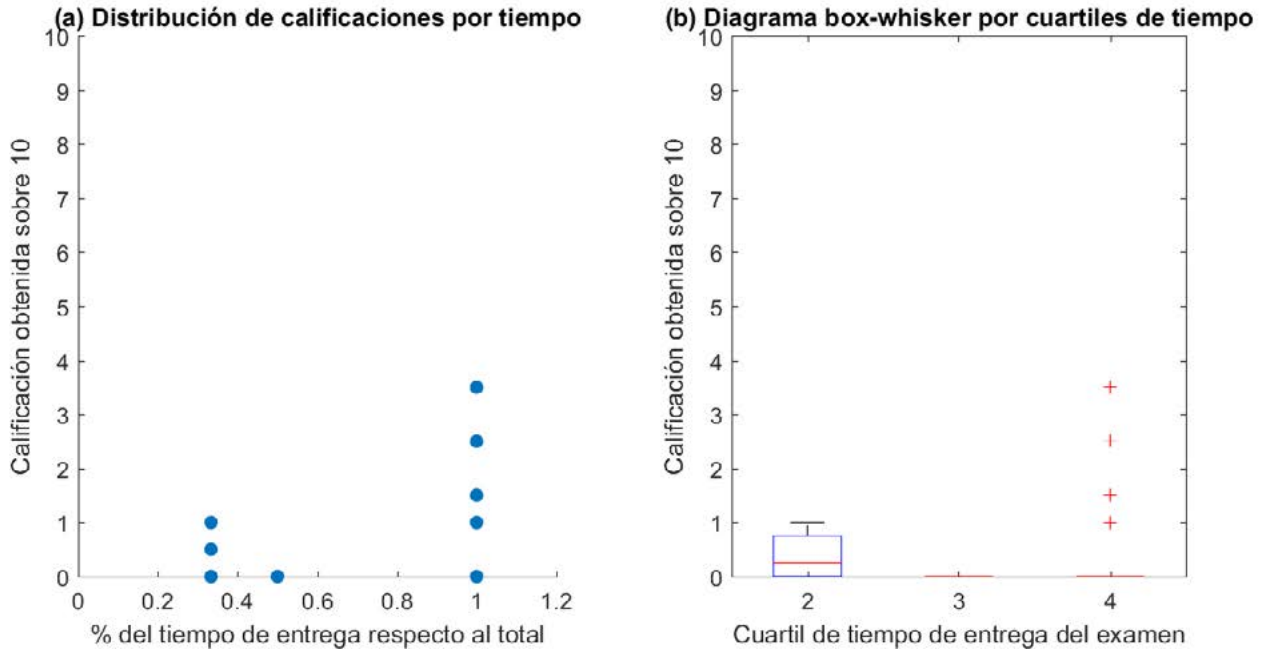 (a) Distribución de calificaciones por tiempo
10
9
8
7
6
5
4
3
2
1
0
Calificación obtenida sobre 10
0 0.2 0.4 0.6 0.8 1 1.2
% del tiempo de entrega respecto al total
(b) Diagrama box-whisker por cuartiles de tiempo
10
9
8
7
6
5
4
3
2
1
0
Calificación obtenida sobre 10
2 3 4
Cuartil de tiempo de entrega del examen